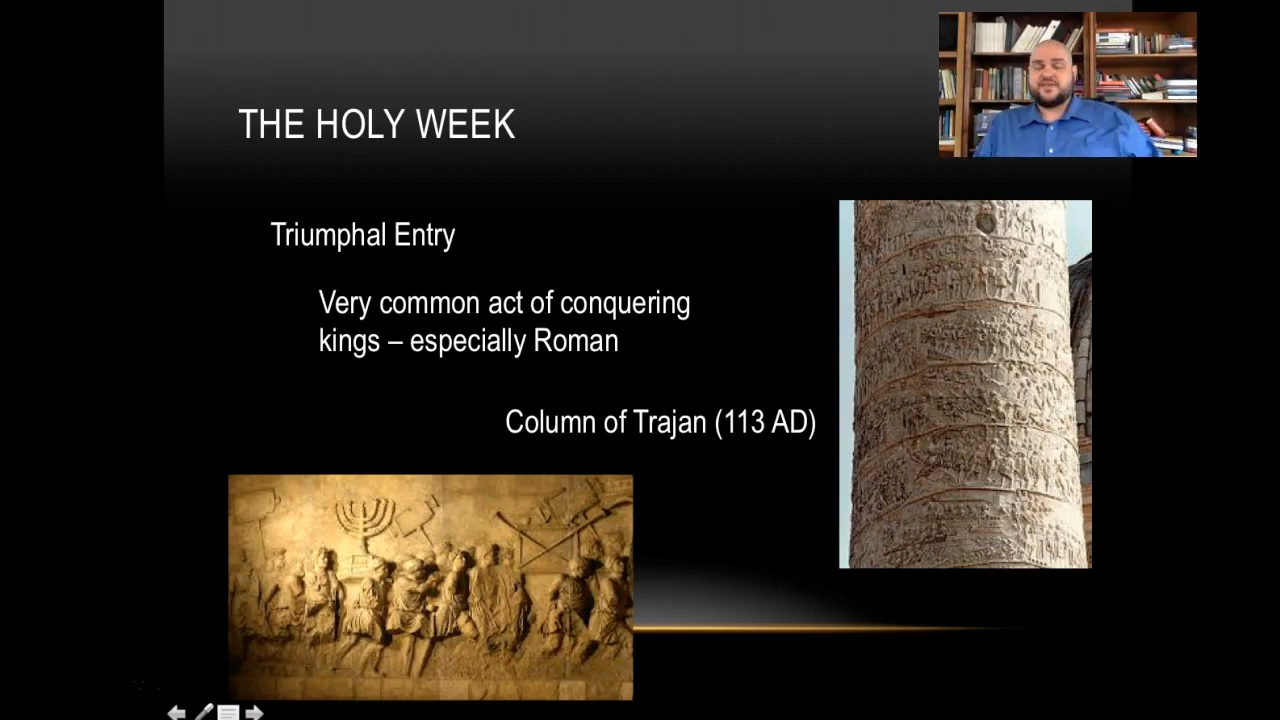 THE HOLY WEEK
Triumphal Entry
Very common act of conquering
kings – especially Roman
Column of Trajan (113 AD)